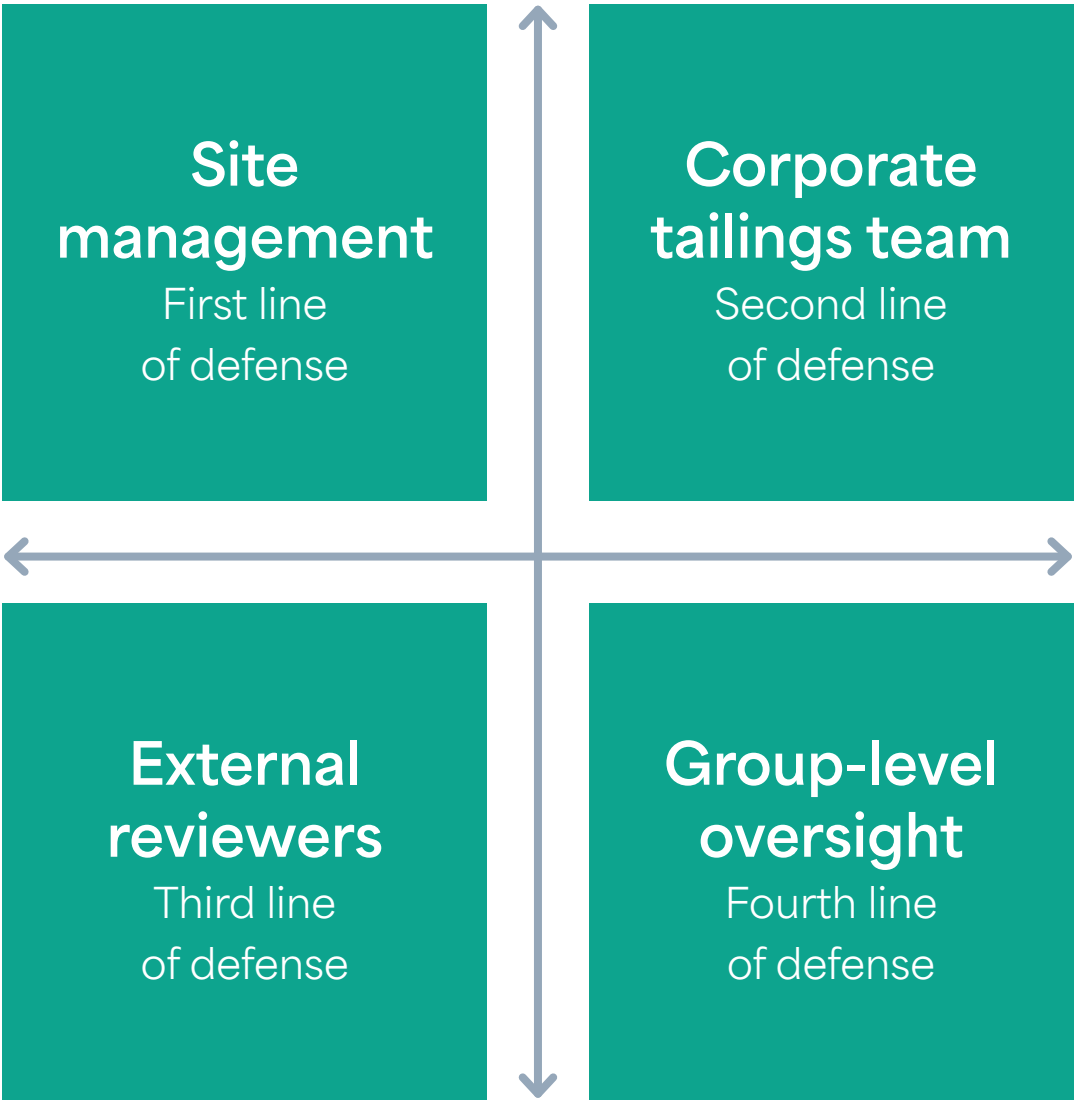 Site
management
First line
of defense
Corporate
tailings team
Second line
of defense
External
reviewers
Third line
of defense
Group-level
oversight
Fourth line
of defense